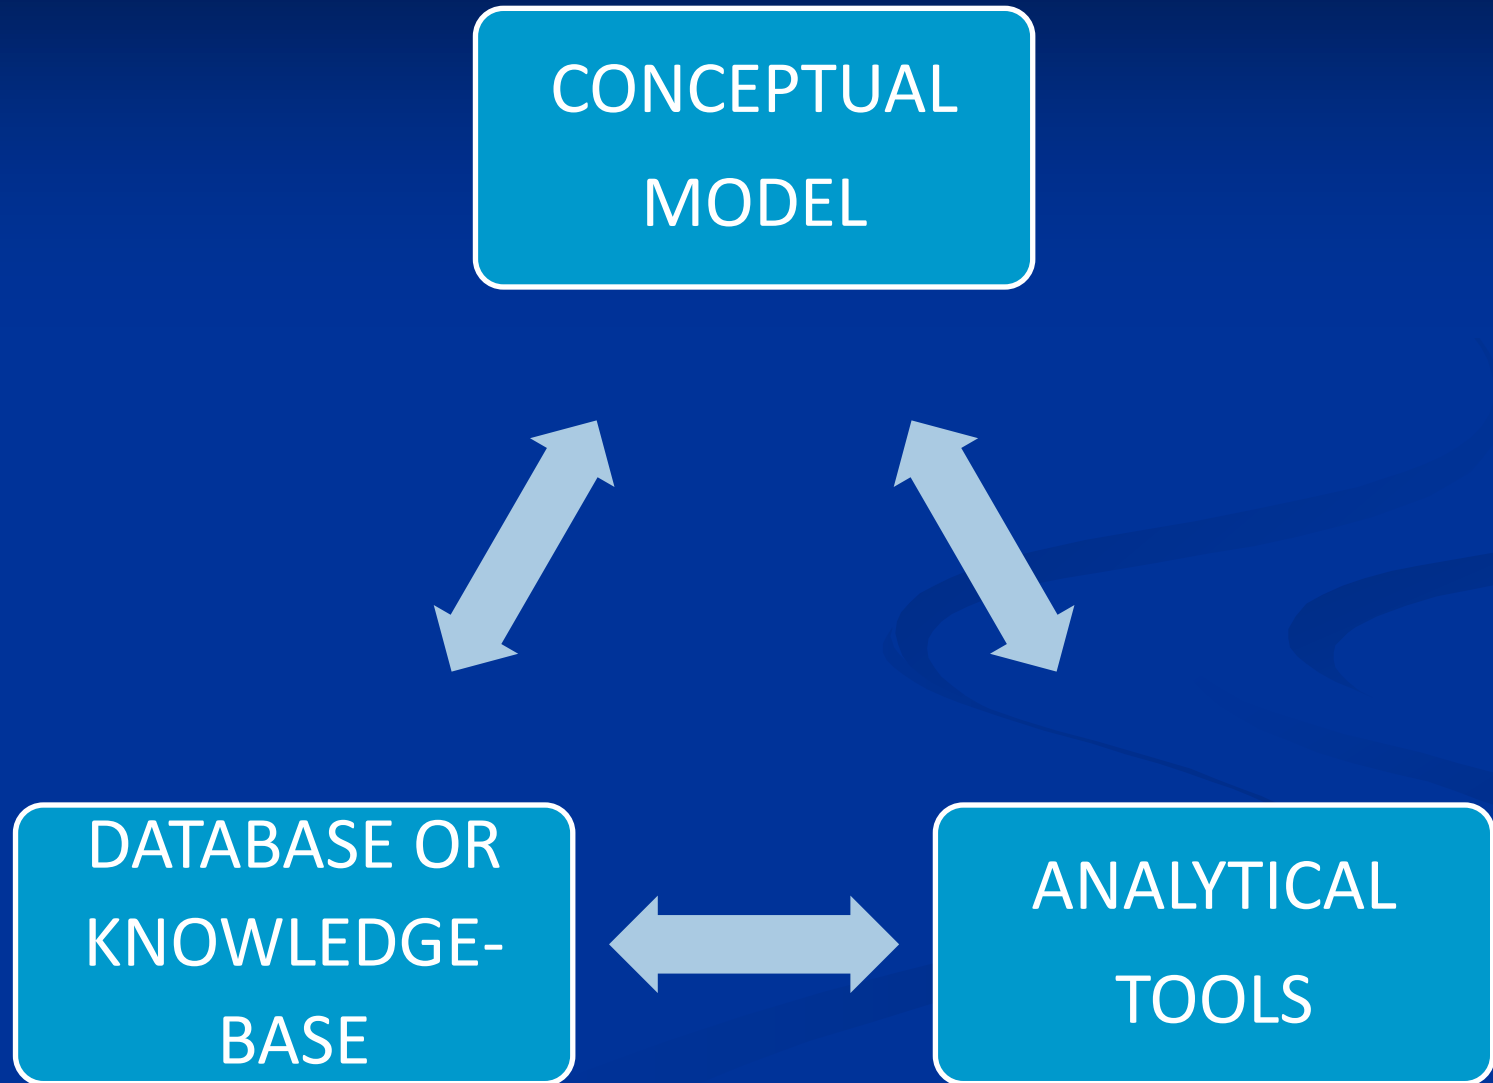 CONCEPTUAL
MODEL
DATABASE OR
KNOWLEDGE-
BASE
ANALYTICAL
TOOLS